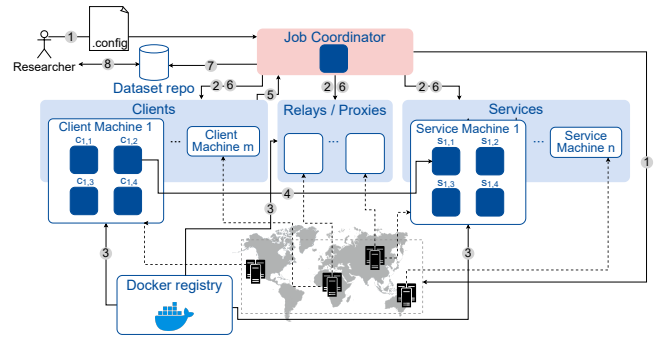 1
.config
Job Coordinator
Researcher
8
7
Dataset repo
2·6
5
2 6
2·6
1
Clients
Relays / Proxies
Services
Client Machine 1
c1,1
c1,2
c1,3
c1,4
...
Client
Machine m
...
Service Machine 1
s1,1
s1,2
s1,3
s1,4
...
Service
Machine n
4
3
3
3
Docker registry